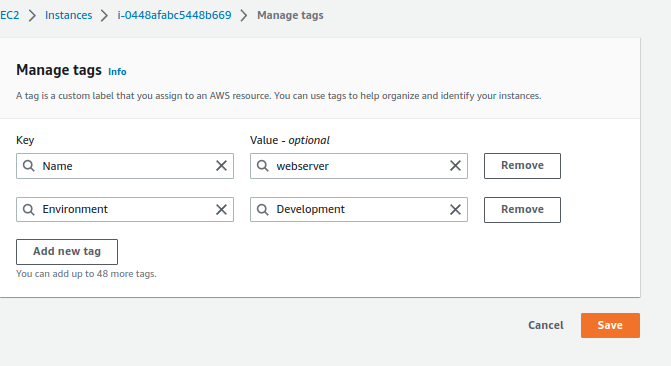 EC2 > Instances > i-0448afabc5448b669 > Manage tags
Manage tags Info
A tag is a custom label that you assign to an AWS resource. You can use tags to help organize and identify your instances.
Key Value - optional
Name webserver Remove
Environment Development Remove
Add new tag
You can add up to 48 more tags.
Cancel Save